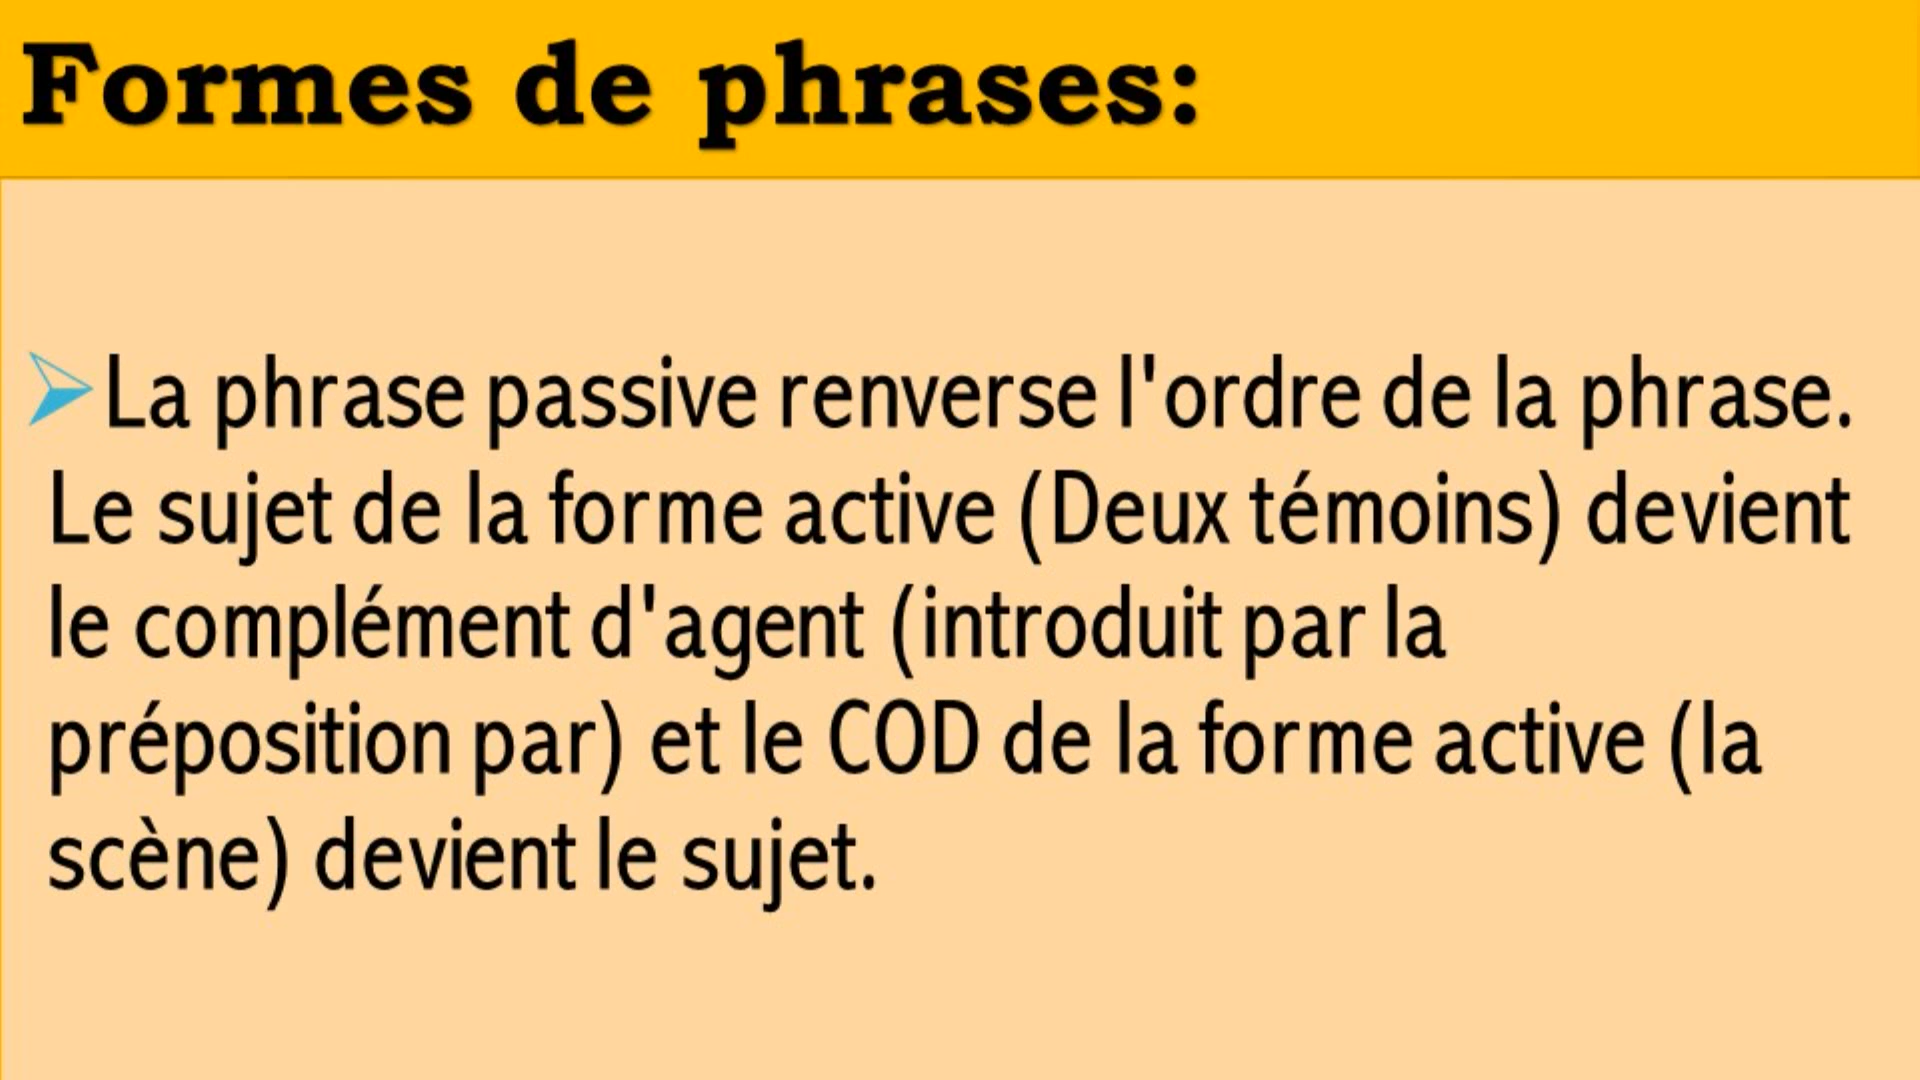 Formes de phrases:
La phrase passive renverse l'ordre de la phrase.
Le sujet de la forme active (Deux témoins) devient
le complément d'agent (introduit par la
préposition par) et le COD de la forme active (la
scène) devient le sujet.